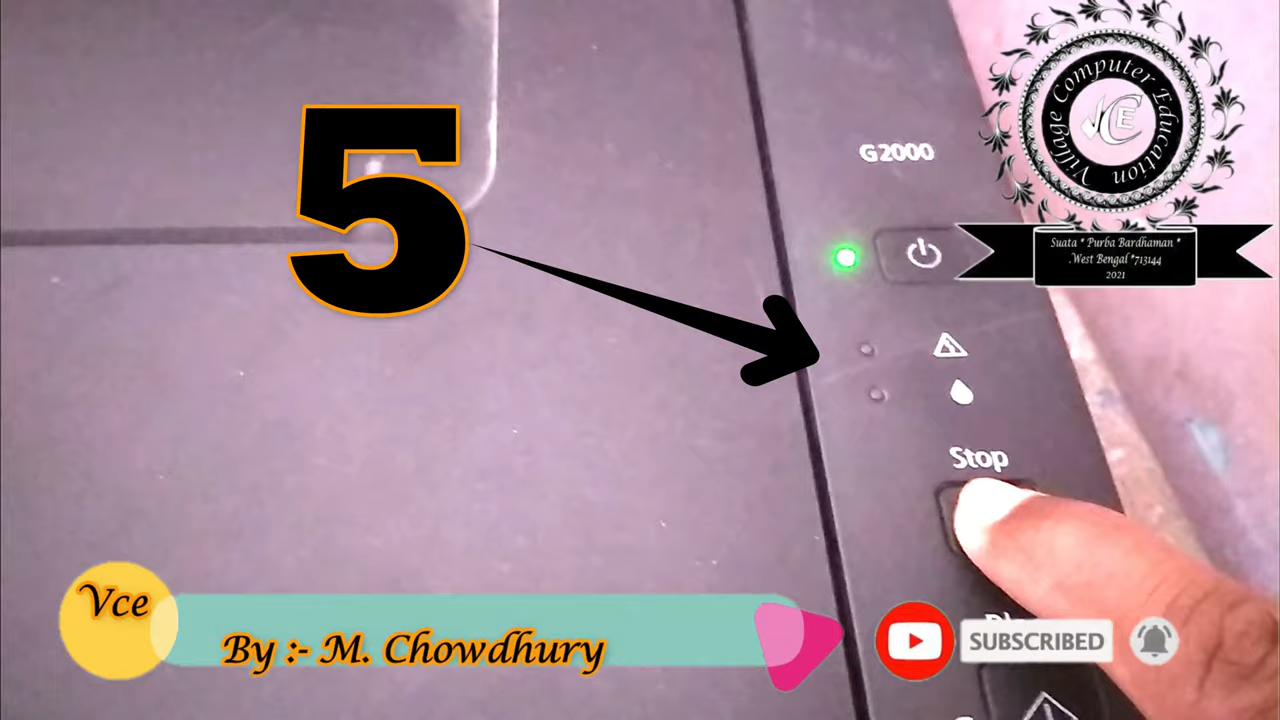 5
G2000
Village Computer Education
VCE
Suata * Purba Bardhaman *
.West Bengal *713144
2021
Stop
Vce
By :- M. Chowdhury
SUBSCRIBED